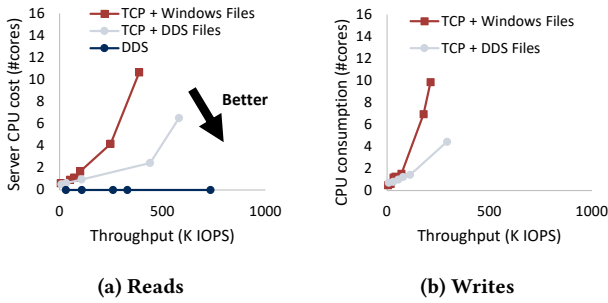 TCP + Windows Files
TCP + DDS Files
DDS
Server CPU cost (#cores)
16
14
12
10
8
6
4
2
0
Better
0
500
1000
Throughput (K IOPS)
(a) Reads
TCP + Windows Files
TCP + DDS Files
CPU consumption (#cores)
16
14
12
10
8
6
4
2
0
0
500
1000
Throughput (K IOPS)
(b) Writes